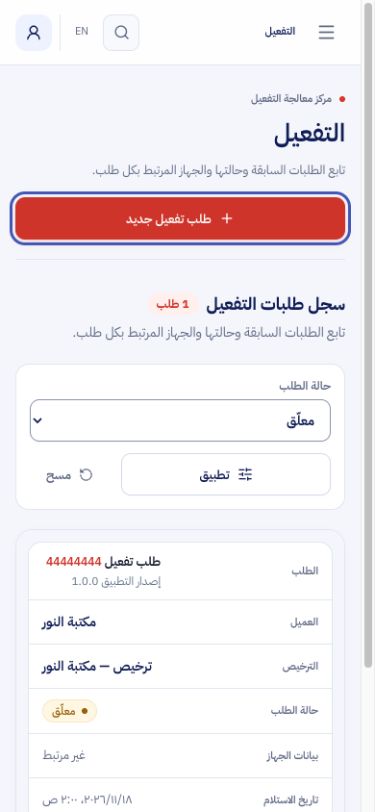 التفعيل
EN
مركز معالجة التفعيل
التفعيل
تابع الطلبات السابقة وحالتها والجهاز المرتبط بكل طلب.
طلب تفعيل جديد
سجل طلبات التفعيل 1 طلب
تابع الطلبات السابقة وحالتها والجهاز المرتبط بكل طلب.
حالة الطلب
معلّق
تطبيق
مسح
الطلب
طلب تفعيل 44444444
إصدار التطبيق 1.0.0
العميل
مكتبة النور
الترخيص
ترخيص — مكتبة النور
حالة الطلب
معلّق
بيانات الجهاز
غير مرتبط
تاريخ الاستلام
١٨‏/١١‏/٢٠٢٦، ٢:٠٠ ص